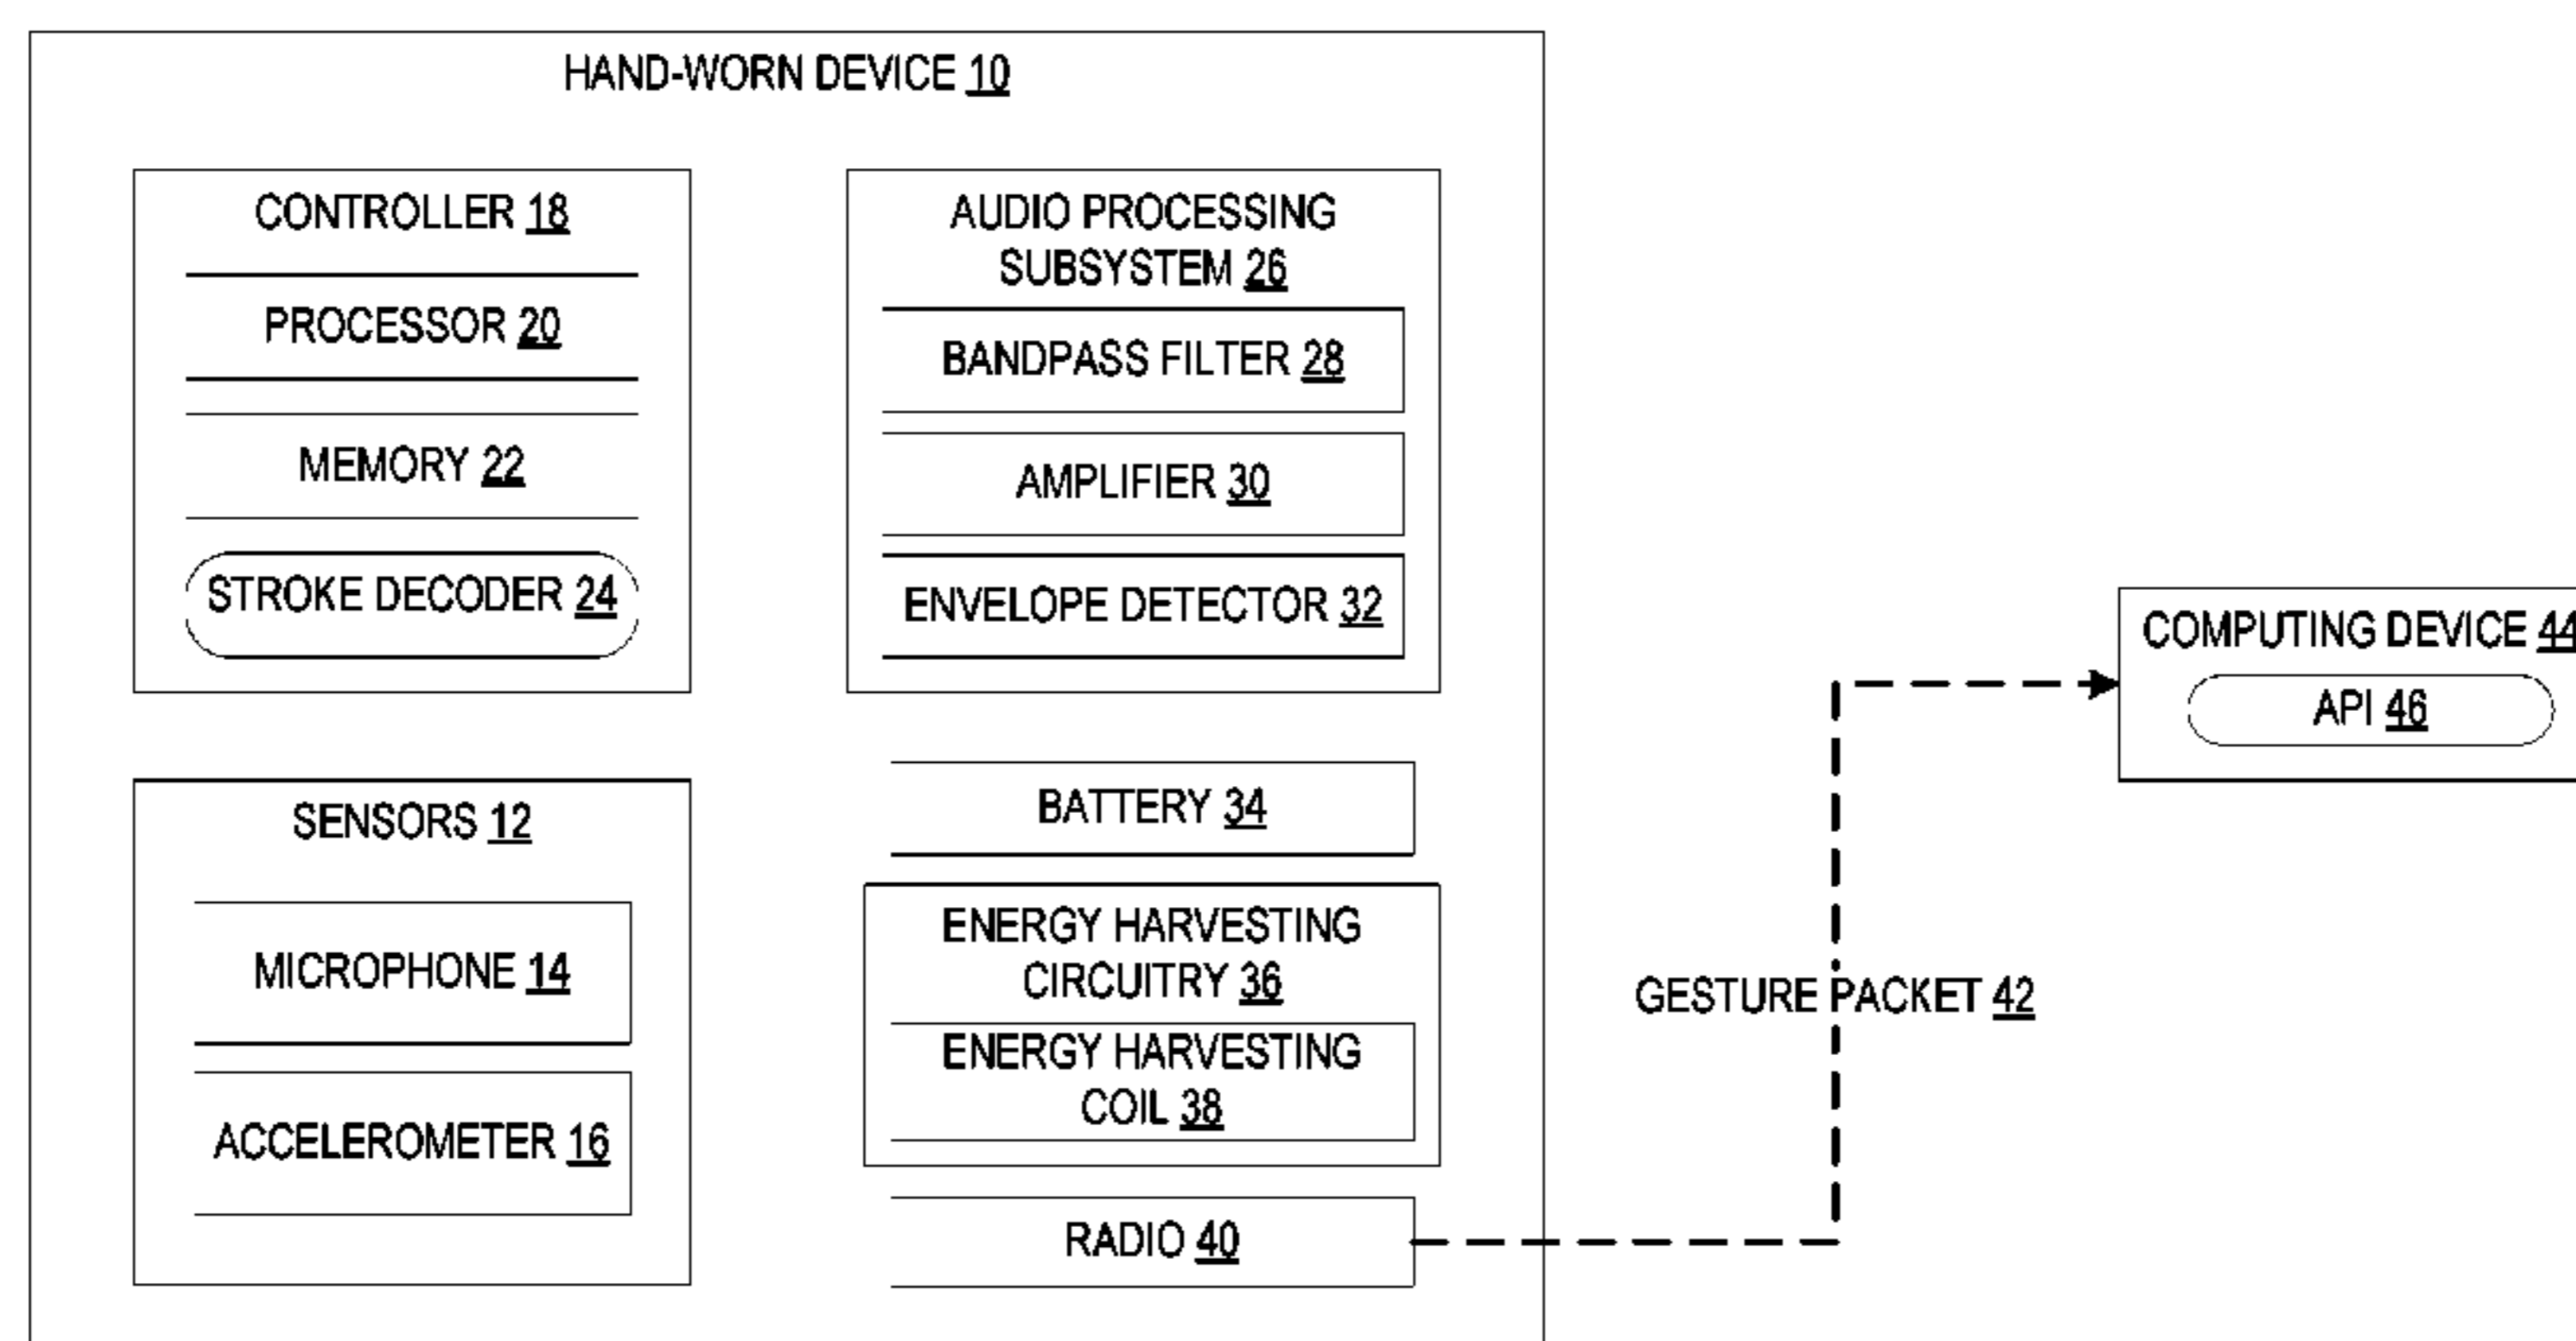 HAND-WORN DEVICE 10
CONTROLLER 18
PROCESSOR 20
MEMORY 22
STROKE DECODER 24
AUDIO PROCESSING
SUBSYSTEM 26
BANDPASS FILTER 28
AMPLIFIER 30
ENVELOPE DETECTOR 32
SENSORS 12
MICROPHONE 14
ACCELEROMETER 16
BATTERY 34
ENERGY HARVESTING
CIRCUITRY 36
ENERGY HARVESTING
COIL 38
RADIO 40
GESTURE PACKET 42
COMPUTING DEVICE 44
API 46